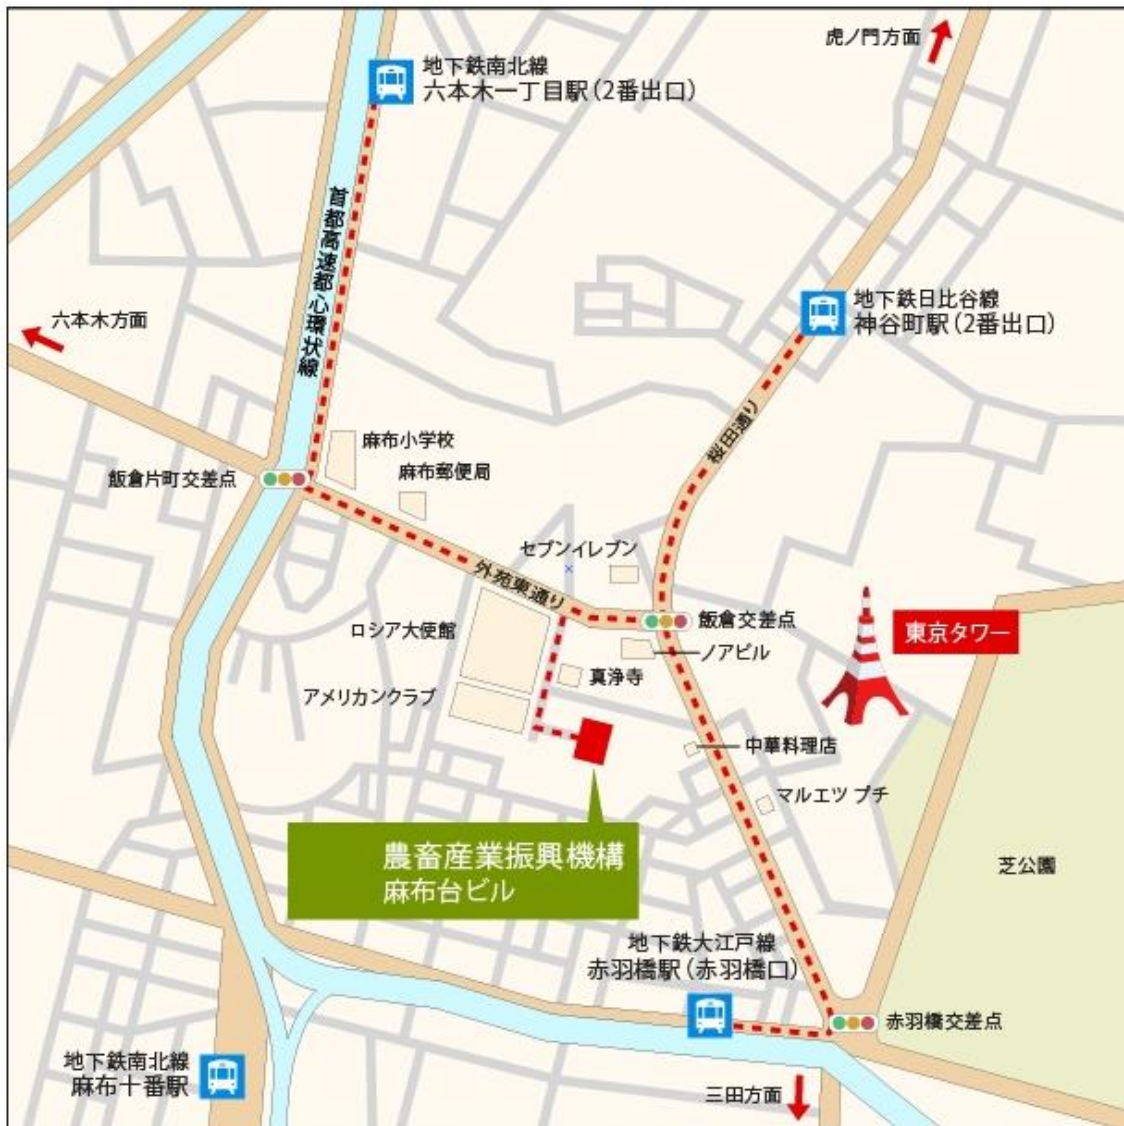 虎ノ門方面
地下鉄南北線
六本木一丁目駅（2番出口）
首都高速都心環状線
地下鉄日比谷線
神谷町駅（2番出口）
六本木方面
桜田通り
麻布小学校
麻布郵便局
飯倉片町交差点
セブンイレブン
外苑東通り
飯倉交差点
東京タワー
ロシア大使館
ノアビル
真浄寺
アメリカンクラブ
中華料理店
マルエツ プチ
農畜産業振興機構
麻布台ビル
芝公園
地下鉄大江戸線
赤羽橋駅（赤羽橋口）
赤羽橋交差点
地下鉄南北線
麻布十番駅
三田方面